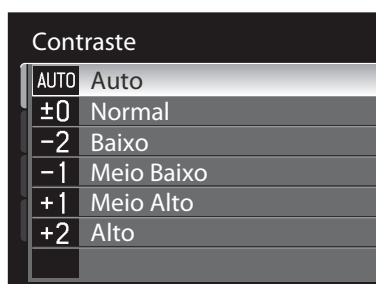 Contraste
AUTO Auto
±0 Normal
−2 Baixo
−1 Meio Baixo
+1 Meio Alto
+2 Alto